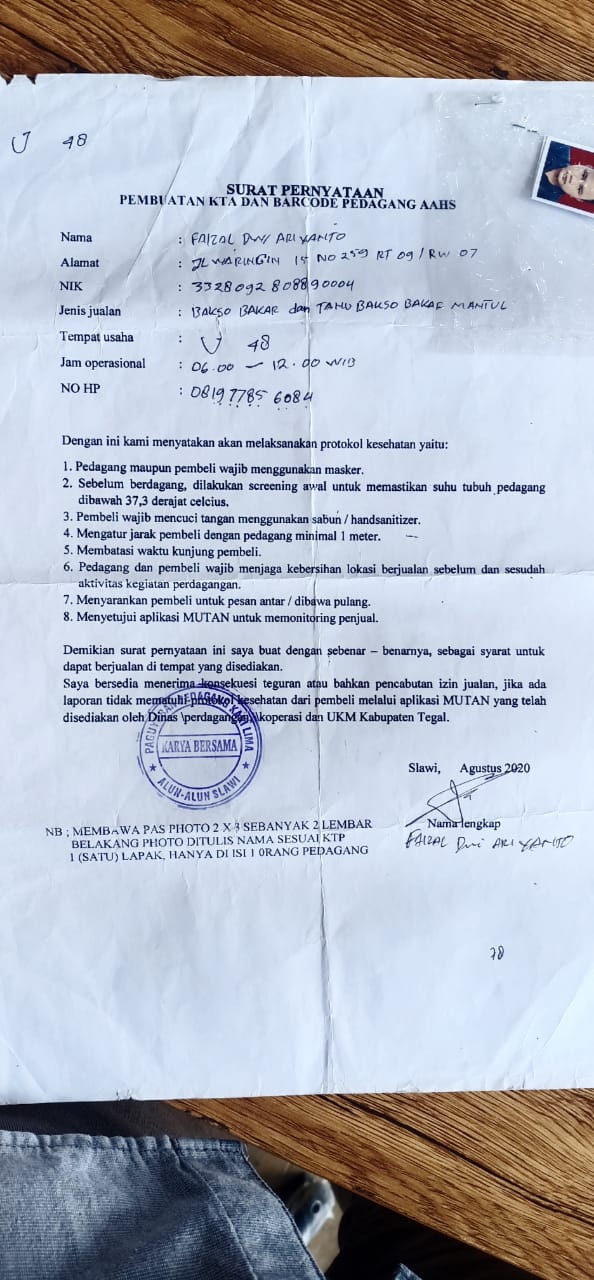 U 48
SURAT PERNYATAAN
PEMBUATAN KTA DAN BARCODE PEDAGANG AAHS
Nama : FAIZAL DWI ARIYANTO
Alamat : JL WARINGIN 15 NO 259 RT 09 / RW 07
NIK : 3328092808890004
Jenis jualan : BAKSO BAKAR dan TAHU BAKSO BAKAR MANTUL
Tempat usaha : U 48
Jam operasional : 06.00 – 12.00 WIB
NO HP : 081977856084
Dengan ini kami menyatakan akan melaksanakan protokol kesehatan yaitu:
1. Pedagang maupun pembeli wajib menggunakan masker.
2. Sebelum berdagang, dilakukan screening awal untuk memastikan suhu tubuh pedagang
dibawah 37,3 derajat celcius.
3. Pembeli wajib mencuci tangan menggunakan sabun / handsanitizer.
4. Mengatur jarak pembeli dengan pedagang minimal 1 meter.
5. Membatasi waktu kunjung pembeli.
6. Pedagang dan pembeli wajib menjaga kebersihan lokasi berjualan sebelum dan sesudah
aktivitas kegiatan perdagangan.
7. Menyarankan pembeli untuk pesan antar / dibawa pulang.
8. Menyetujui aplikasi MUTAN untuk memonitoring penjual.
Demikian surat pernyataan ini saya buat dengan sebenar – benarnya, sebagai syarat untuk
dapat berjualan di tempat yang disediakan.
Saya bersedia menerima konsekuesi teguran atau bahkan pencabutan izin jualan, jika ada
laporan tidak mematuhi protokol kesehatan dari pembeli melalui aplikasi MUTAN yang telah
disediakan oleh Dinas \perdagangan \koperasi dan UKM Kabupaten Tegal.
PAGUYUBAN PEDAGANG KAKI LIMA
KARYA BERSAMA
ALUN-ALUN SLAWI
Slawi, Agustus 2020
Nama lengkap
FAIZAL Dwi ARIYANTO
NB ; MEMBAWA PAS PHOTO 2 X 3 SEBANYAK 2 LEMBAR
BELAKANG PHOTO DITULIS NAMA SESUAI KTP
1 (SATU) LAPAK, HANYA DI ISI 1 0RANG PEDAGANG
78